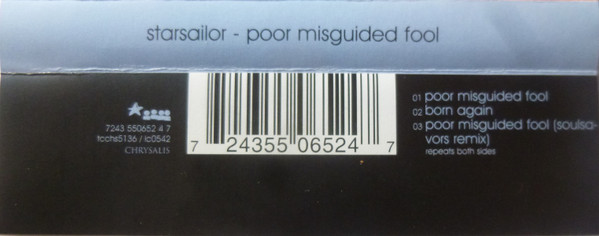 starsailor - poor misguided fool
7243 550652 4 7
tcchs5136 / lc0542
CHRYSALIS
7 24355 06524 7
01 poor misguided fool
02 born again
03 poor misguided fool (soulsa-
vors remix)
repeats both sides